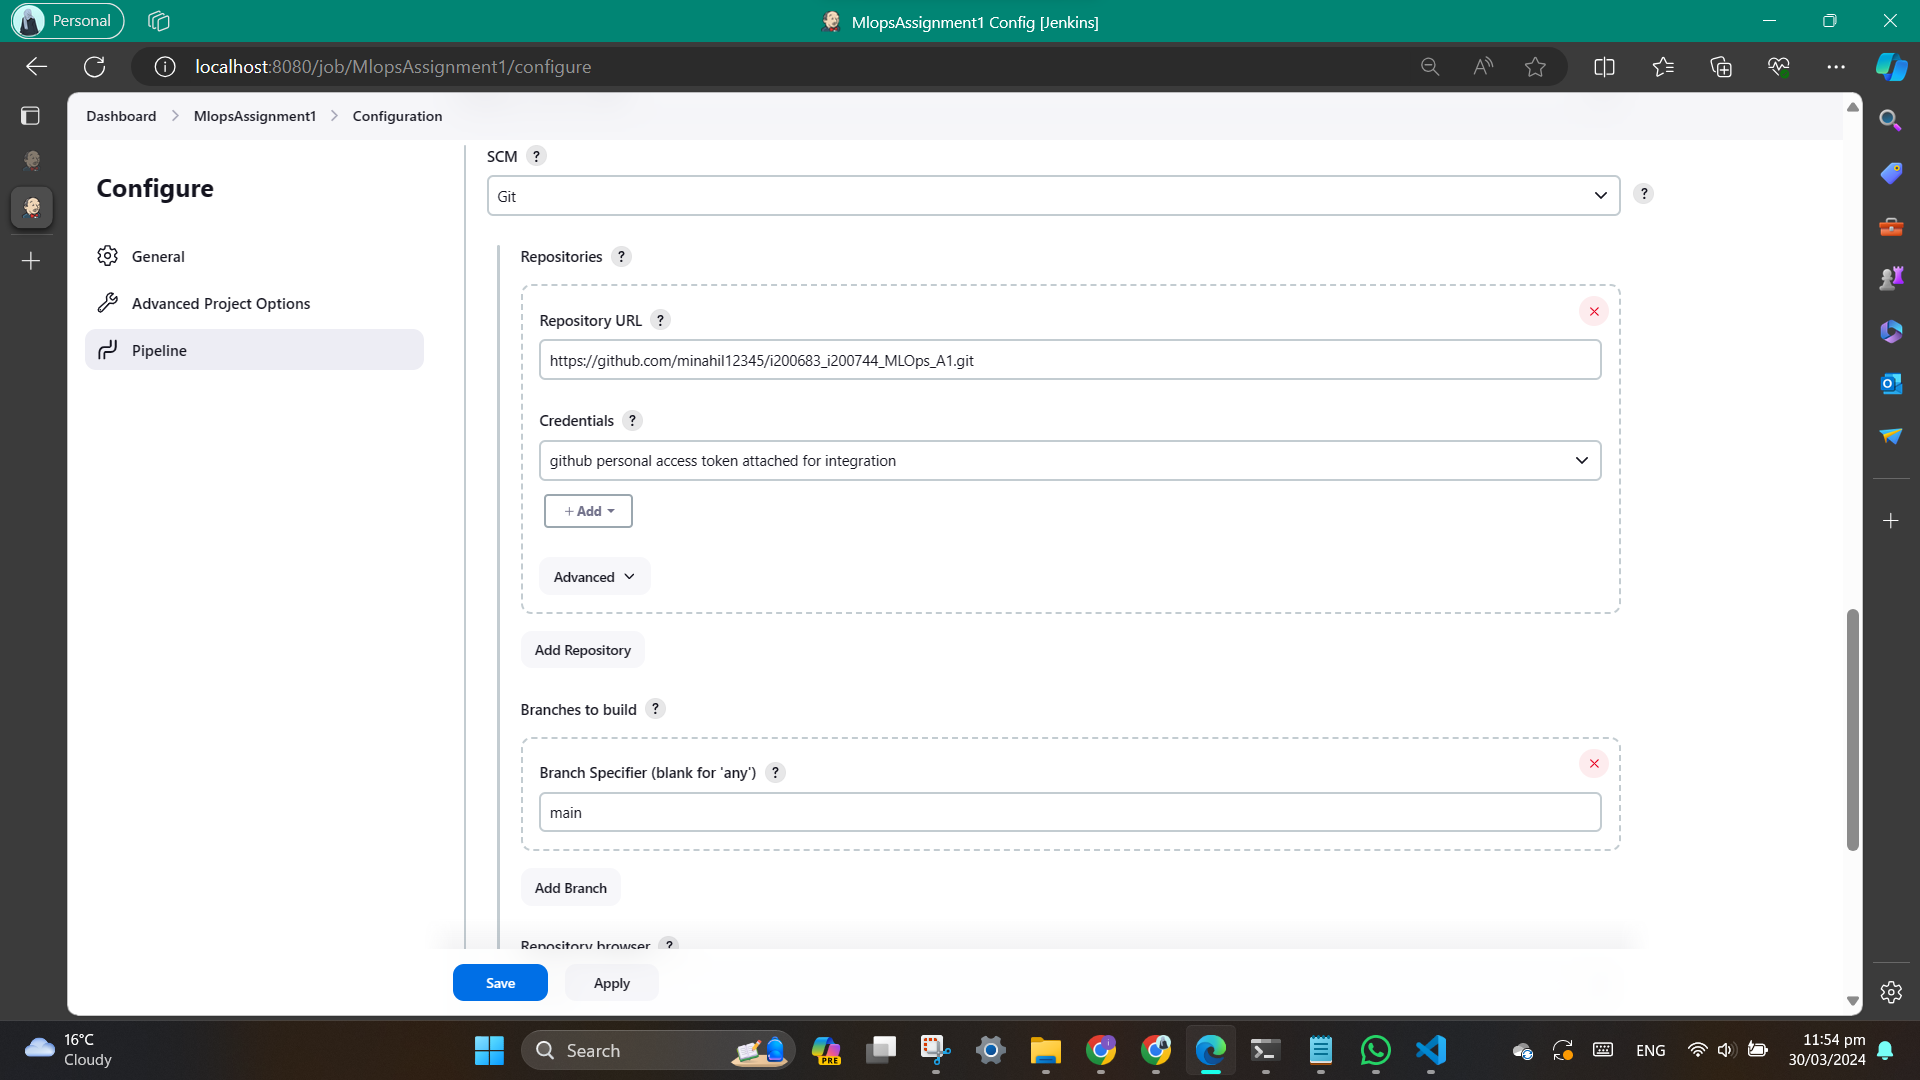 Personal
MlopsAssignment1 Config [Jenkins]
localhost:8080/job/MlopsAssignment1/configure
Dashboard
MlopsAssignment1
Configuration
Configure
General
Advanced Project Options
Pipeline
SCM ?
Git
?
Repositories ?
Repository URL ?
https://github.com/minahil12345/i200683_i200744_MLOps_A1.git
Credentials ?
github personal access token attached for integration
+ Add
Advanced
Add Repository
Branches to build ?
Branch Specifier (blank for 'any') ?
main
Add Branch
Repository browser ?
Save
Apply
16°C
Cloudy
Search
PRE
ENG
11:54 pm
30/03/2024